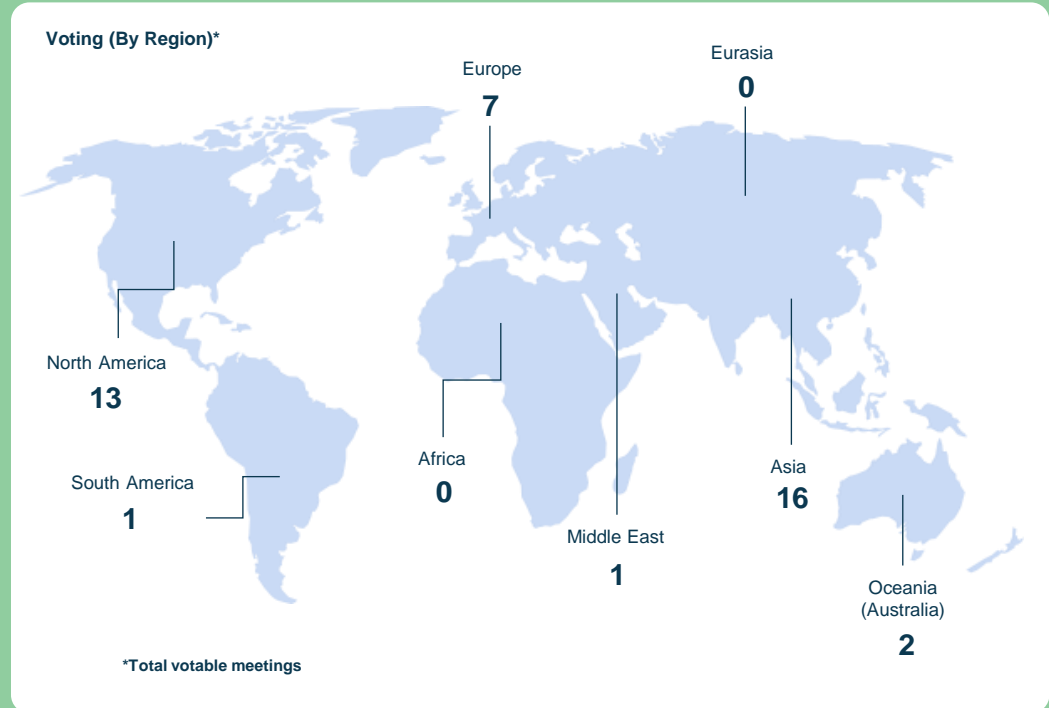 Voting (By Region)*
Europe
7
Eurasia
0
North America
13
South America
1
Africa
0
Middle East
1
Asia
16
Oceania
(Australia)
2
*Total votable meetings